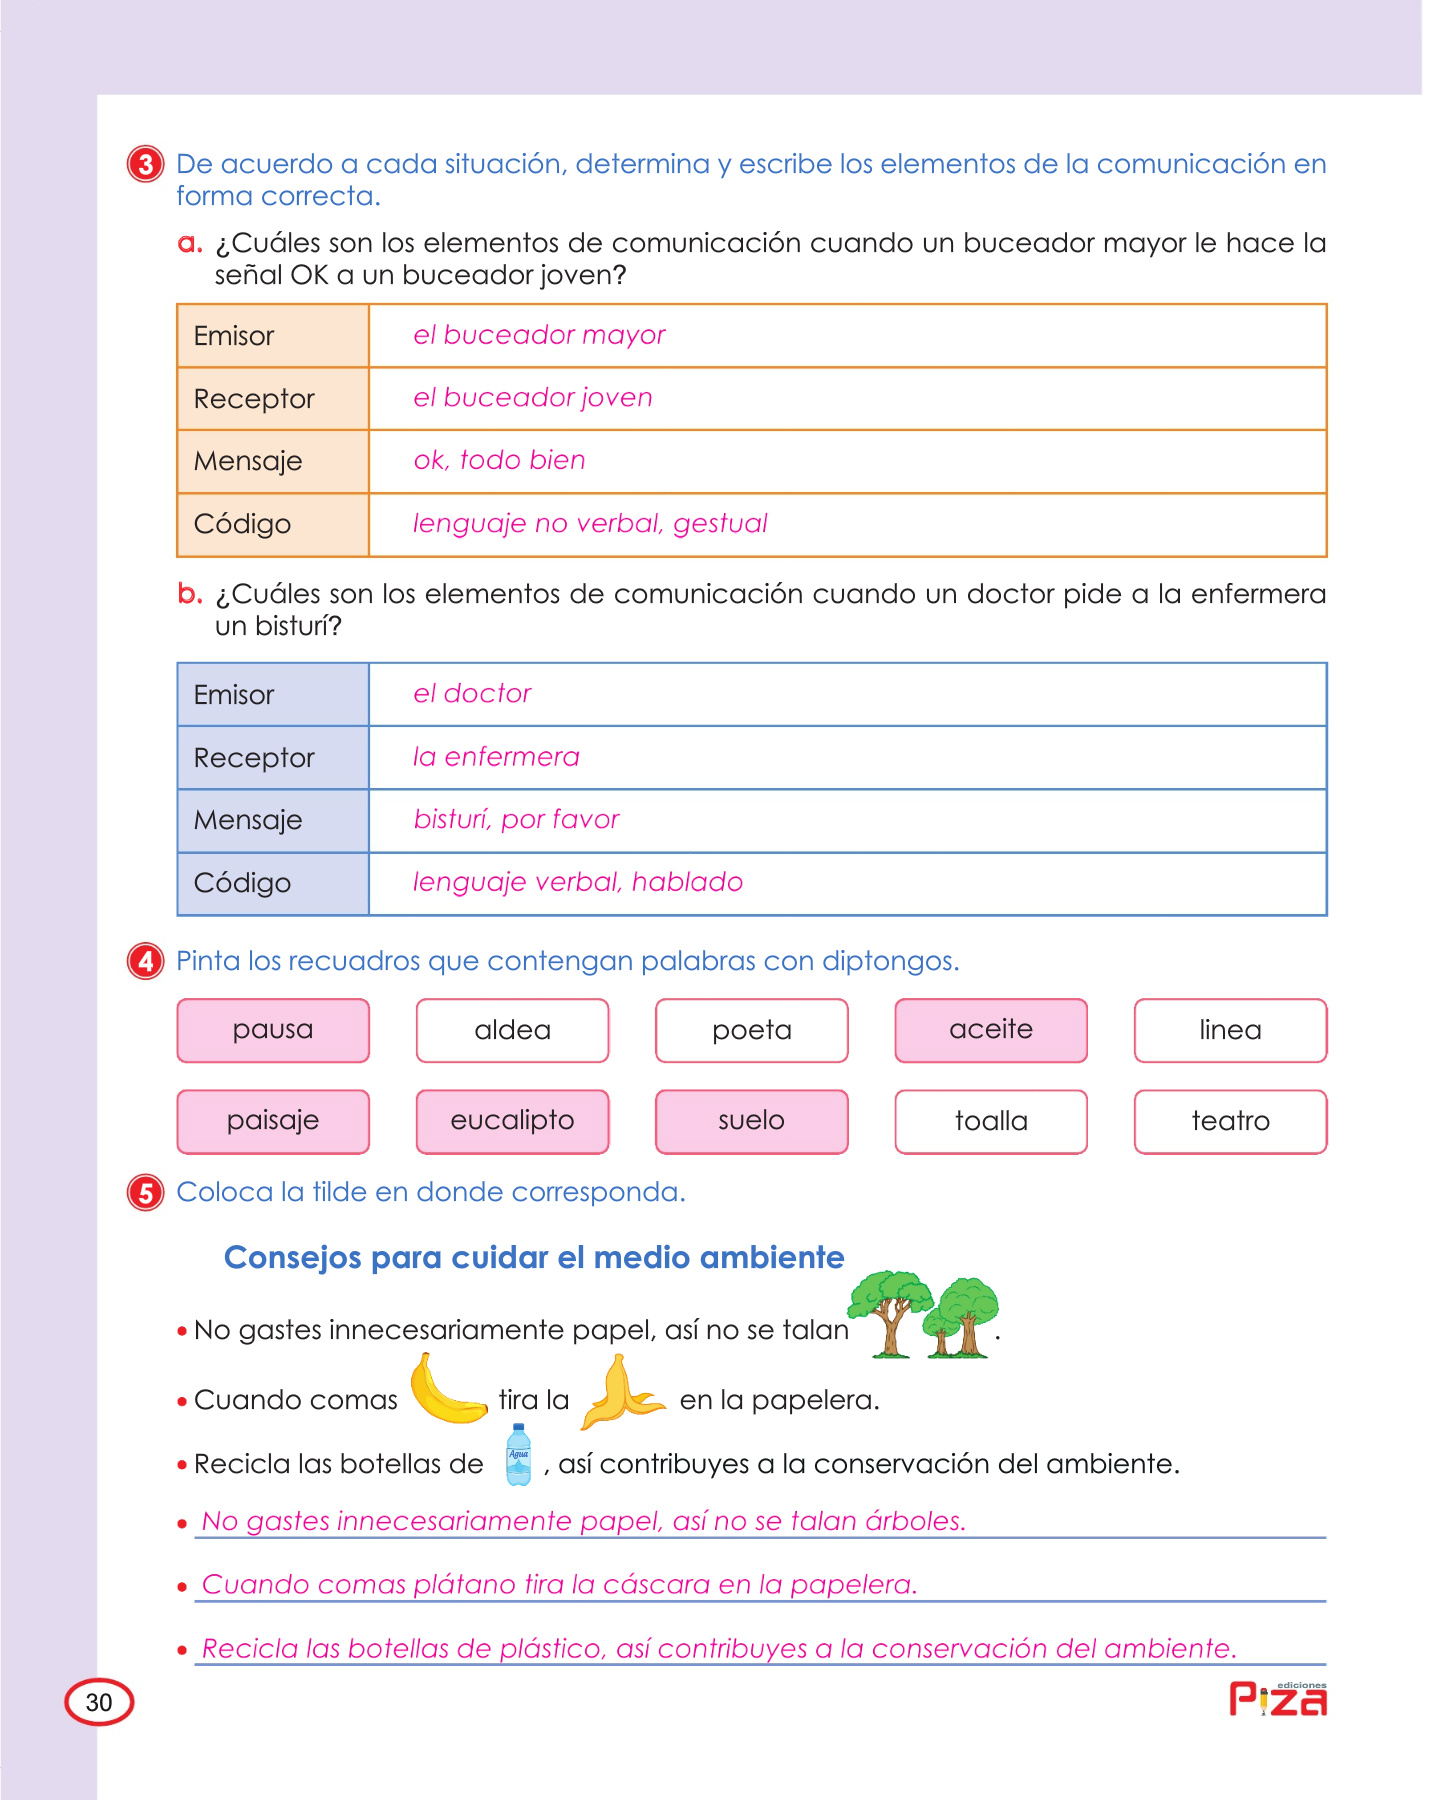 3 De acuerdo a cada situación, determina y escribe los elementos de la comunicación en
forma correcta.
a. ¿Cuáles son los elementos de comunicación cuando un buceador mayor le hace la
señal OK a un buceador joven?
Emisor el buceador mayor
Receptor el buceador joven
Mensaje ok, todo bien
Código lenguaje no verbal, gestual
b. ¿Cuáles son los elementos de comunicación cuando un doctor pide a la enfermera
un bisturí?
Emisor el doctor
Receptor la enfermera
Mensaje bisturí, por favor
Código lenguaje verbal, hablado
4 Pinta los recuadros que contengan palabras con diptongos.
pausa aldea poeta aceite linea
paisaje eucalipto suelo toalla teatro
5 Coloca la tilde en donde corresponda.
Consejos para cuidar el medio ambiente
• No gastes innecesariamente papel, así no se talan .
• Cuando comas tira la en la papelera.
• Recicla las botellas de Agua , así contribuyes a la conservación del ambiente.
• No gastes innecesariamente papel, así no se talan árboles.
• Cuando comas plátano tira la cáscara en la papelera.
• Recicla las botellas de plástico, así contribuyes a la conservación del ambiente.
30
ediciones
Piza